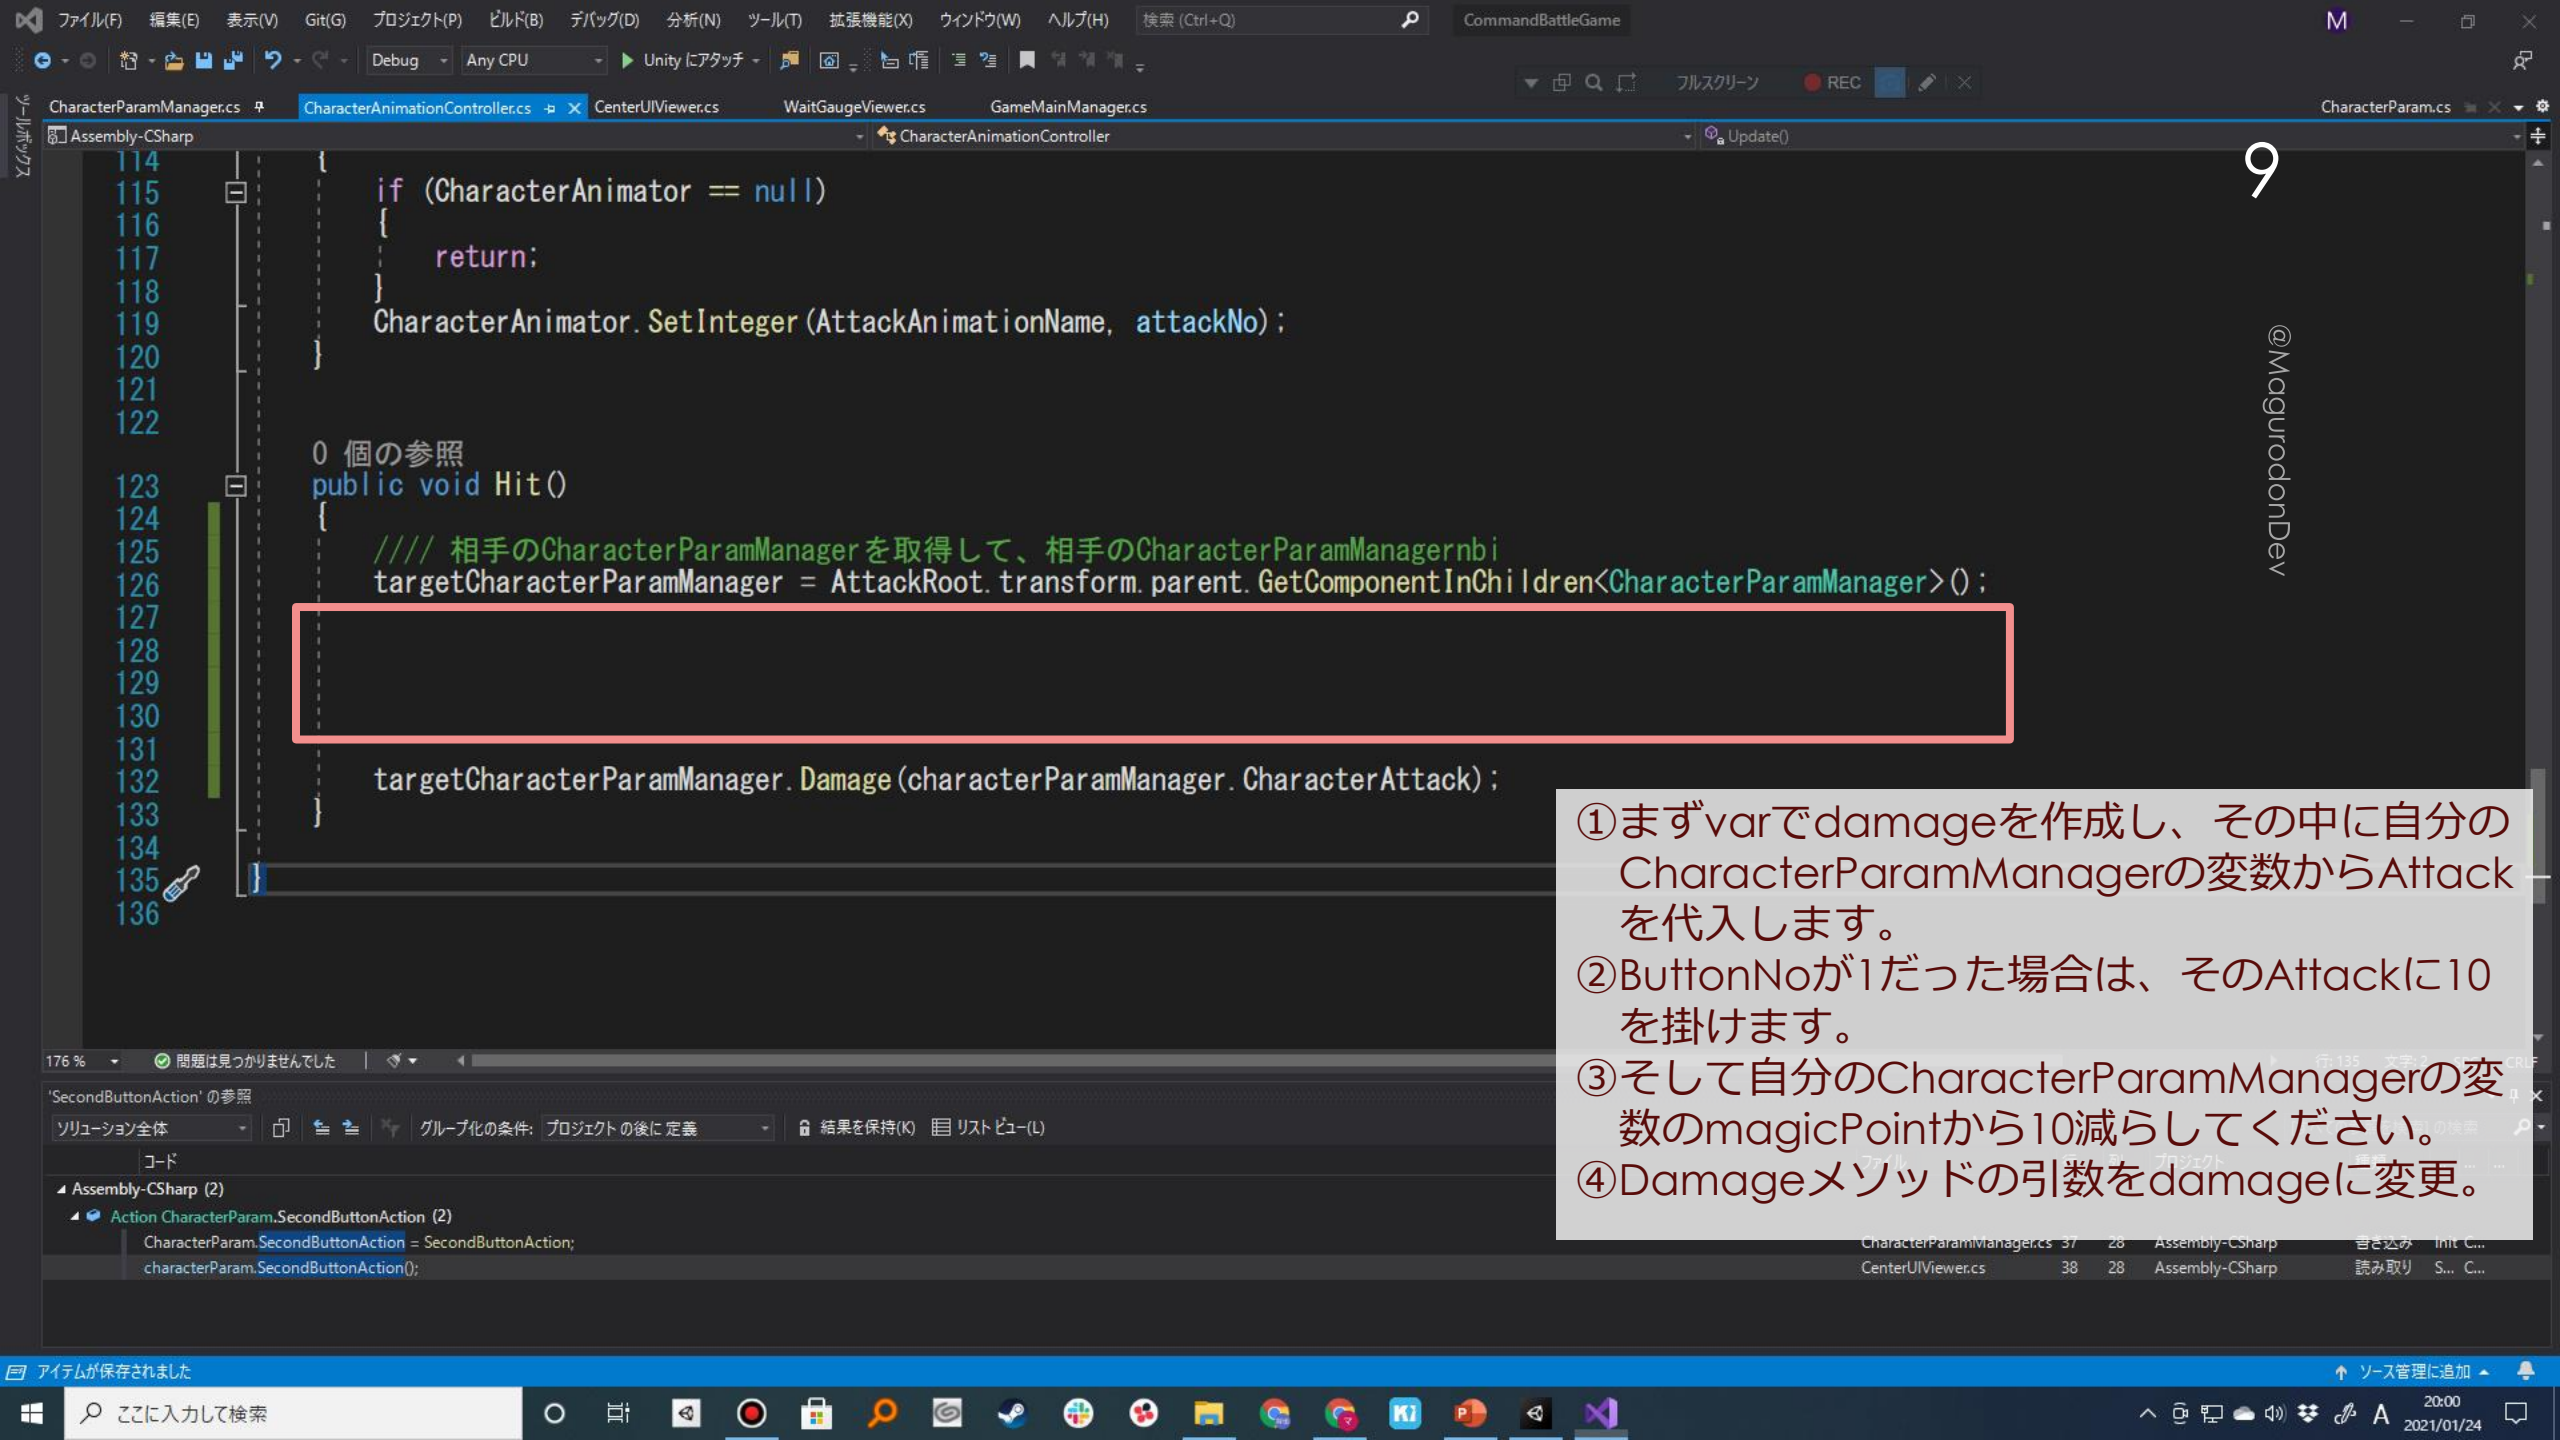 ファイル(F) 編集(E) 表示(V) Git(G) プロジェクト(P) ビルド(B) デバッグ(D) 分析(N) ツール(T) 拡張機能(X) ウィンドウ(W) ヘルプ(H) 検索 (Ctrl+Q) CommandBattleGame M
Debug Any CPU Unity にアタッチ
フルスクリーン REC
ツールボックス
CharacterParamManager.cs CharacterAnimationController.cs CenterUIViewer.cs WaitGaugeViewer.cs GameMainManager.cs CharacterParam.cs
Assembly-CSharp CharacterAnimationController Update()
9
@MagurodonDev
114 {
115 if (CharacterAnimator == null)
116 {
117 return;
118 }
119 CharacterAnimator.SetInteger(AttackAnimationName, attackNo);
120 }
121
122
0 個の参照
123 public void Hit()
124 {
125 //// 相手のCharacterParamManagerを取得して、相手のCharacterParamManagernbi
126 targetCharacterParamManager = AttackRoot.transform.parent.GetComponentInChildren<CharacterParamManager>();
127
128
129
130
131
132 targetCharacterParamManager.Damage(characterParamManager.CharacterAttack);
133 }
134
135 }
136
①まずvarでdamageを作成し、その中に自分の
CharacterParamManagerの変数からAttack
を代入します。
②ButtonNoが1だった場合は、そのAttackに10
を掛けます。
③そして自分のCharacterParamManagerの変
数のmagicPointから10減らしてください。
④Damageメソッドの引数をdamageに変更。
176 % 問題は見つかりませんでした
'SecondButtonAction' の参照
ソリューション全体 グループ化の条件: プロジェクト の後に 定義 結果を保持(K) リスト ビュー(L)
コード
Assembly-CSharp (2)
Action CharacterParam.SecondButtonAction (2)
CharacterParam.SecondButtonAction = SecondButtonAction; CharacterParamManager.cs 37 28 Assembly-CSharp 書き込み Init C...
characterParam.SecondButtonAction(); CenterUIViewer.cs 38 28 Assembly-CSharp 読み取り S... C...
アイテムが保存されました ソース管理に追加
ここに入力して検索 A 20:00
2021/01/24